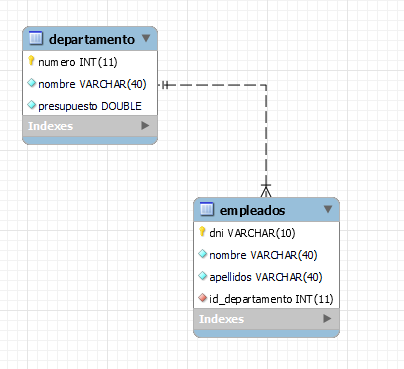 departamento
numero INT(11)
nombre VARCHAR(40)
presupuesto DOUBLE
Indexes
empleados
dni VARCHAR(10)
nombre VARCHAR(40)
apellidos VARCHAR(40)
id_departamento INT(11)
Indexes